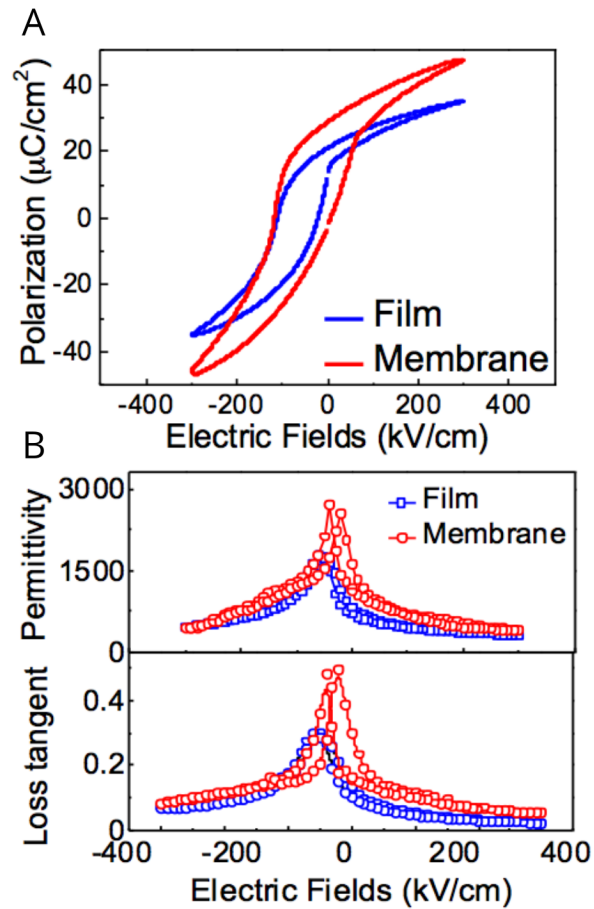 A
Polarization (μC/cm²)
40
20
0
-20
-40
Film
Membrane
-400 -200 0 200 400
Electric Fields (kV/cm)
B
Permittivity
3000
1500
0
Film
Membrane
Loss tangent
0.4
0.2
0
-400 -200 0 200 400
Electric Fields (kV/cm)